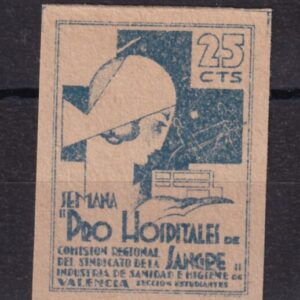 25
CTS
SEMANA
"PRO HOSPITALES DE
COMISION REGIONAL
DEL SINDICATO DE LA SANGRE"
INDUSTRIA DE SANIDAD E HIGIENE DE
VALENCIA SECCION ESTUDIANTES